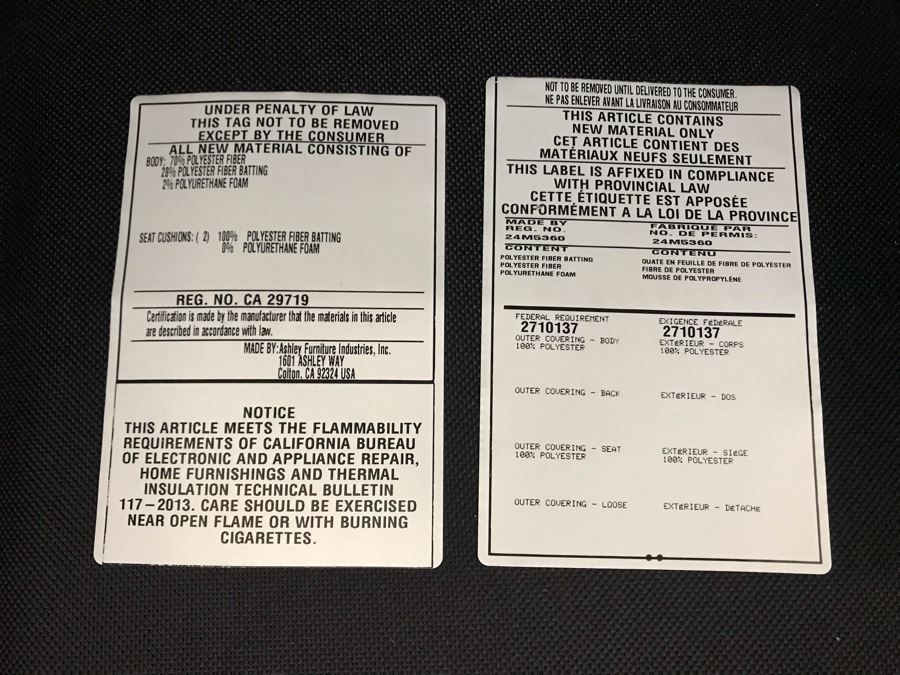 UNDER PENALTY OF LAW
THIS TAG NOT TO BE REMOVED
EXCEPT BY THE CONSUMER
ALL NEW MATERIAL CONSISTING OF
BODY: 70% POLYESTER FIBER
28% POLYESTER FIBER BATTING
2% POLYURETHANE FOAM
SEAT CUSHIONS: ( 2) 100% POLYESTER FIBER BATTING
0% POLYURETHANE FOAM
REG. NO. CA 29719
Certification is made by the manufacturer that the materials in this article
are described in accordance with law.
MADE BY:Ashley Furniture Industries, Inc.
1601 ASHLEY WAY
Colton. CA 92324 USA
NOTICE
THIS ARTICLE MEETS THE FLAMMABILITY
REQUIREMENTS OF CALIFORNIA BUREAU
OF ELECTRONIC AND APPLIANCE REPAIR,
HOME FURNISHINGS AND THERMAL
INSULATION TECHNICAL BULLETIN
117–2013. CARE SHOULD BE EXERCISED
NEAR OPEN FLAME OR WITH BURNING
CIGARETTES.
NOT TO BE REMOVED UNTIL DELIVERED TO THE CONSUMER.
NE PAS ENLEVER AVANT LA LIVRAISON AU CONSOMMATEUR
THIS ARTICLE CONTAINS
NEW MATERIAL ONLY
CET ARTICLE CONTIENT DES
MATÉRIAUX NEUFS SEULEMENT
THIS LABEL IS AFFIXED IN COMPLIANCE
WITH PROVINCIAL LAW
CETTE ÉTIQUETTE EST APPOSÉE
CONFORMÉMENT A LA LOI DE LA PROVINCE
MADE BY FABRIQUÉ PAR
REG. NO. NO. DE PERMIS:
24M5360 24M5360
CONTENT CONTENU
POLYESTER FIBER BATTING OUATE EN FEUILLE DE FIBRE DE POLYESTER
POLYESTER FIBER FIBRE DE POLYESTER
POLYURETHANE FOAM MOUSSE DE POLYPROPYLÈNE
FEDERAL REQUIREMENT EXIGENCE FéDéRALE
2710137 2710137
OUTER COVERING - BODY EXTéRIEUR - CORPS
100% POLYESTER 100% POLYESTER
OUTER COVERING - BACK EXTéRIEUR - DOS
OUTER COVERING - SEAT EXTéRIEUR - SIèGE
100% POLYESTER 100% POLYESTER
OUTER COVERING - LOOSE EXTéRIEUR - DéTACHé